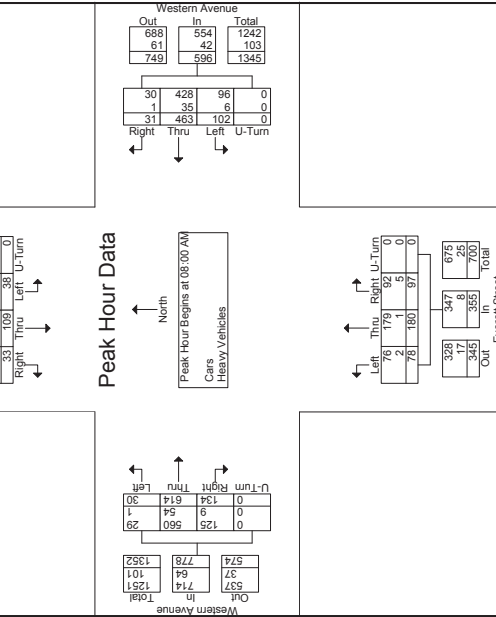 Western Avenue
Out In Total
688 554 1242
61 42 103
749 596 1345
30 428 96 0
1 35 6 0
31 463 102 0
Right Thru Left U-Turn
33 109 38 0
Right Thru Left U-Turn
Peak Hour Data
North
Peak Hour Begins at 08:00 AM
Cars
Heavy Vehicles
Left Thru Right U-Turn
76 179 92 0
2 1 5 0
78 180 97 0
328 347 675
17 8 25
345 355 700
Out In Total
Left Thru Right U-Turn
30 614 134 0
1 54 9 0
29 560 125 0
1352 778 574
101 64 37
1251 714 537
Total In Out
Western Avenue